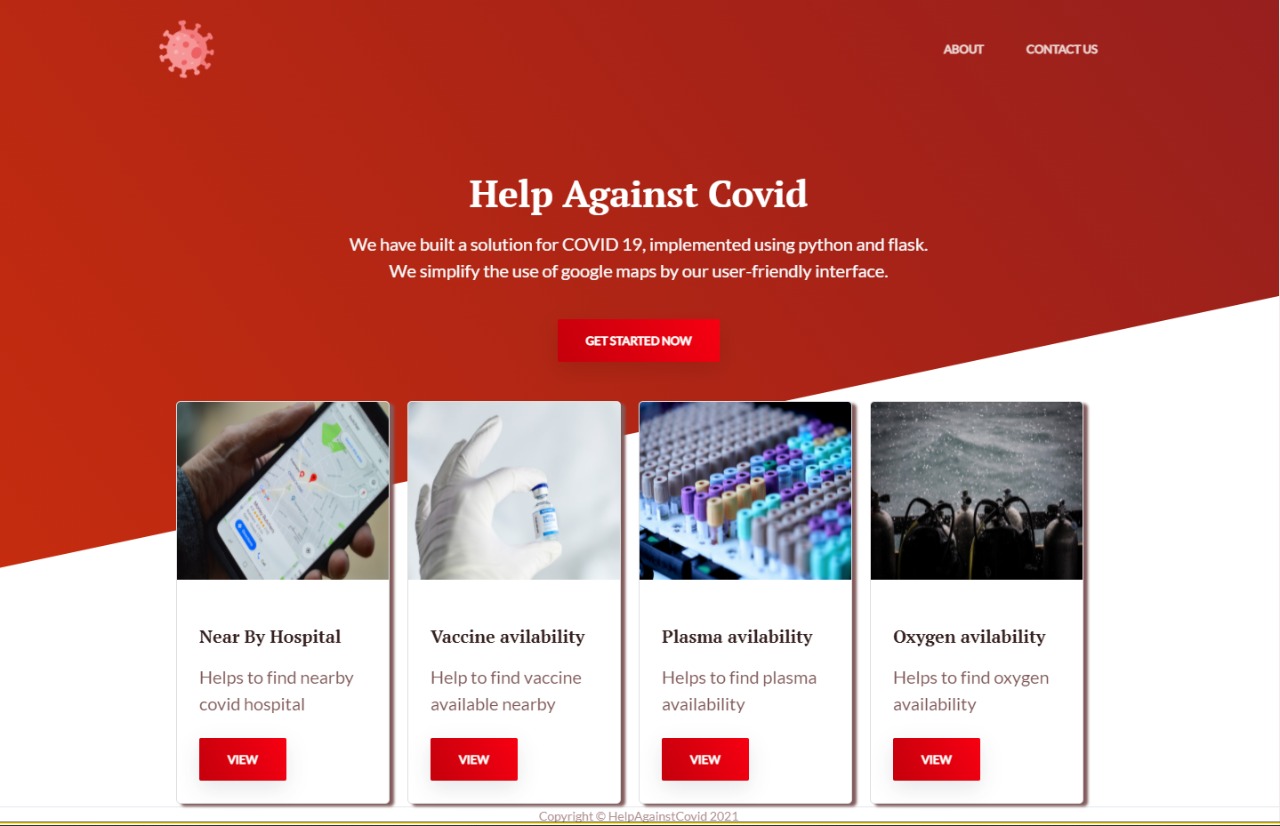 ABOUT CONTACT US
Help Against Covid
We have built a solution for COVID 19, implemented using python and flask.
We simplify the use of google maps by our user-friendly interface.
GET STARTED NOW
Near By Hospital
Helps to find nearby
covid hospital
VIEW
Vaccine avilability
Help to find vaccine
available nearby
VIEW
Plasma avilability
Helps to find plasma
availability
VIEW
Oxygen avilability
Helps to find oxygen
availability
VIEW
Copyright © HelpAgainstCovid 2021